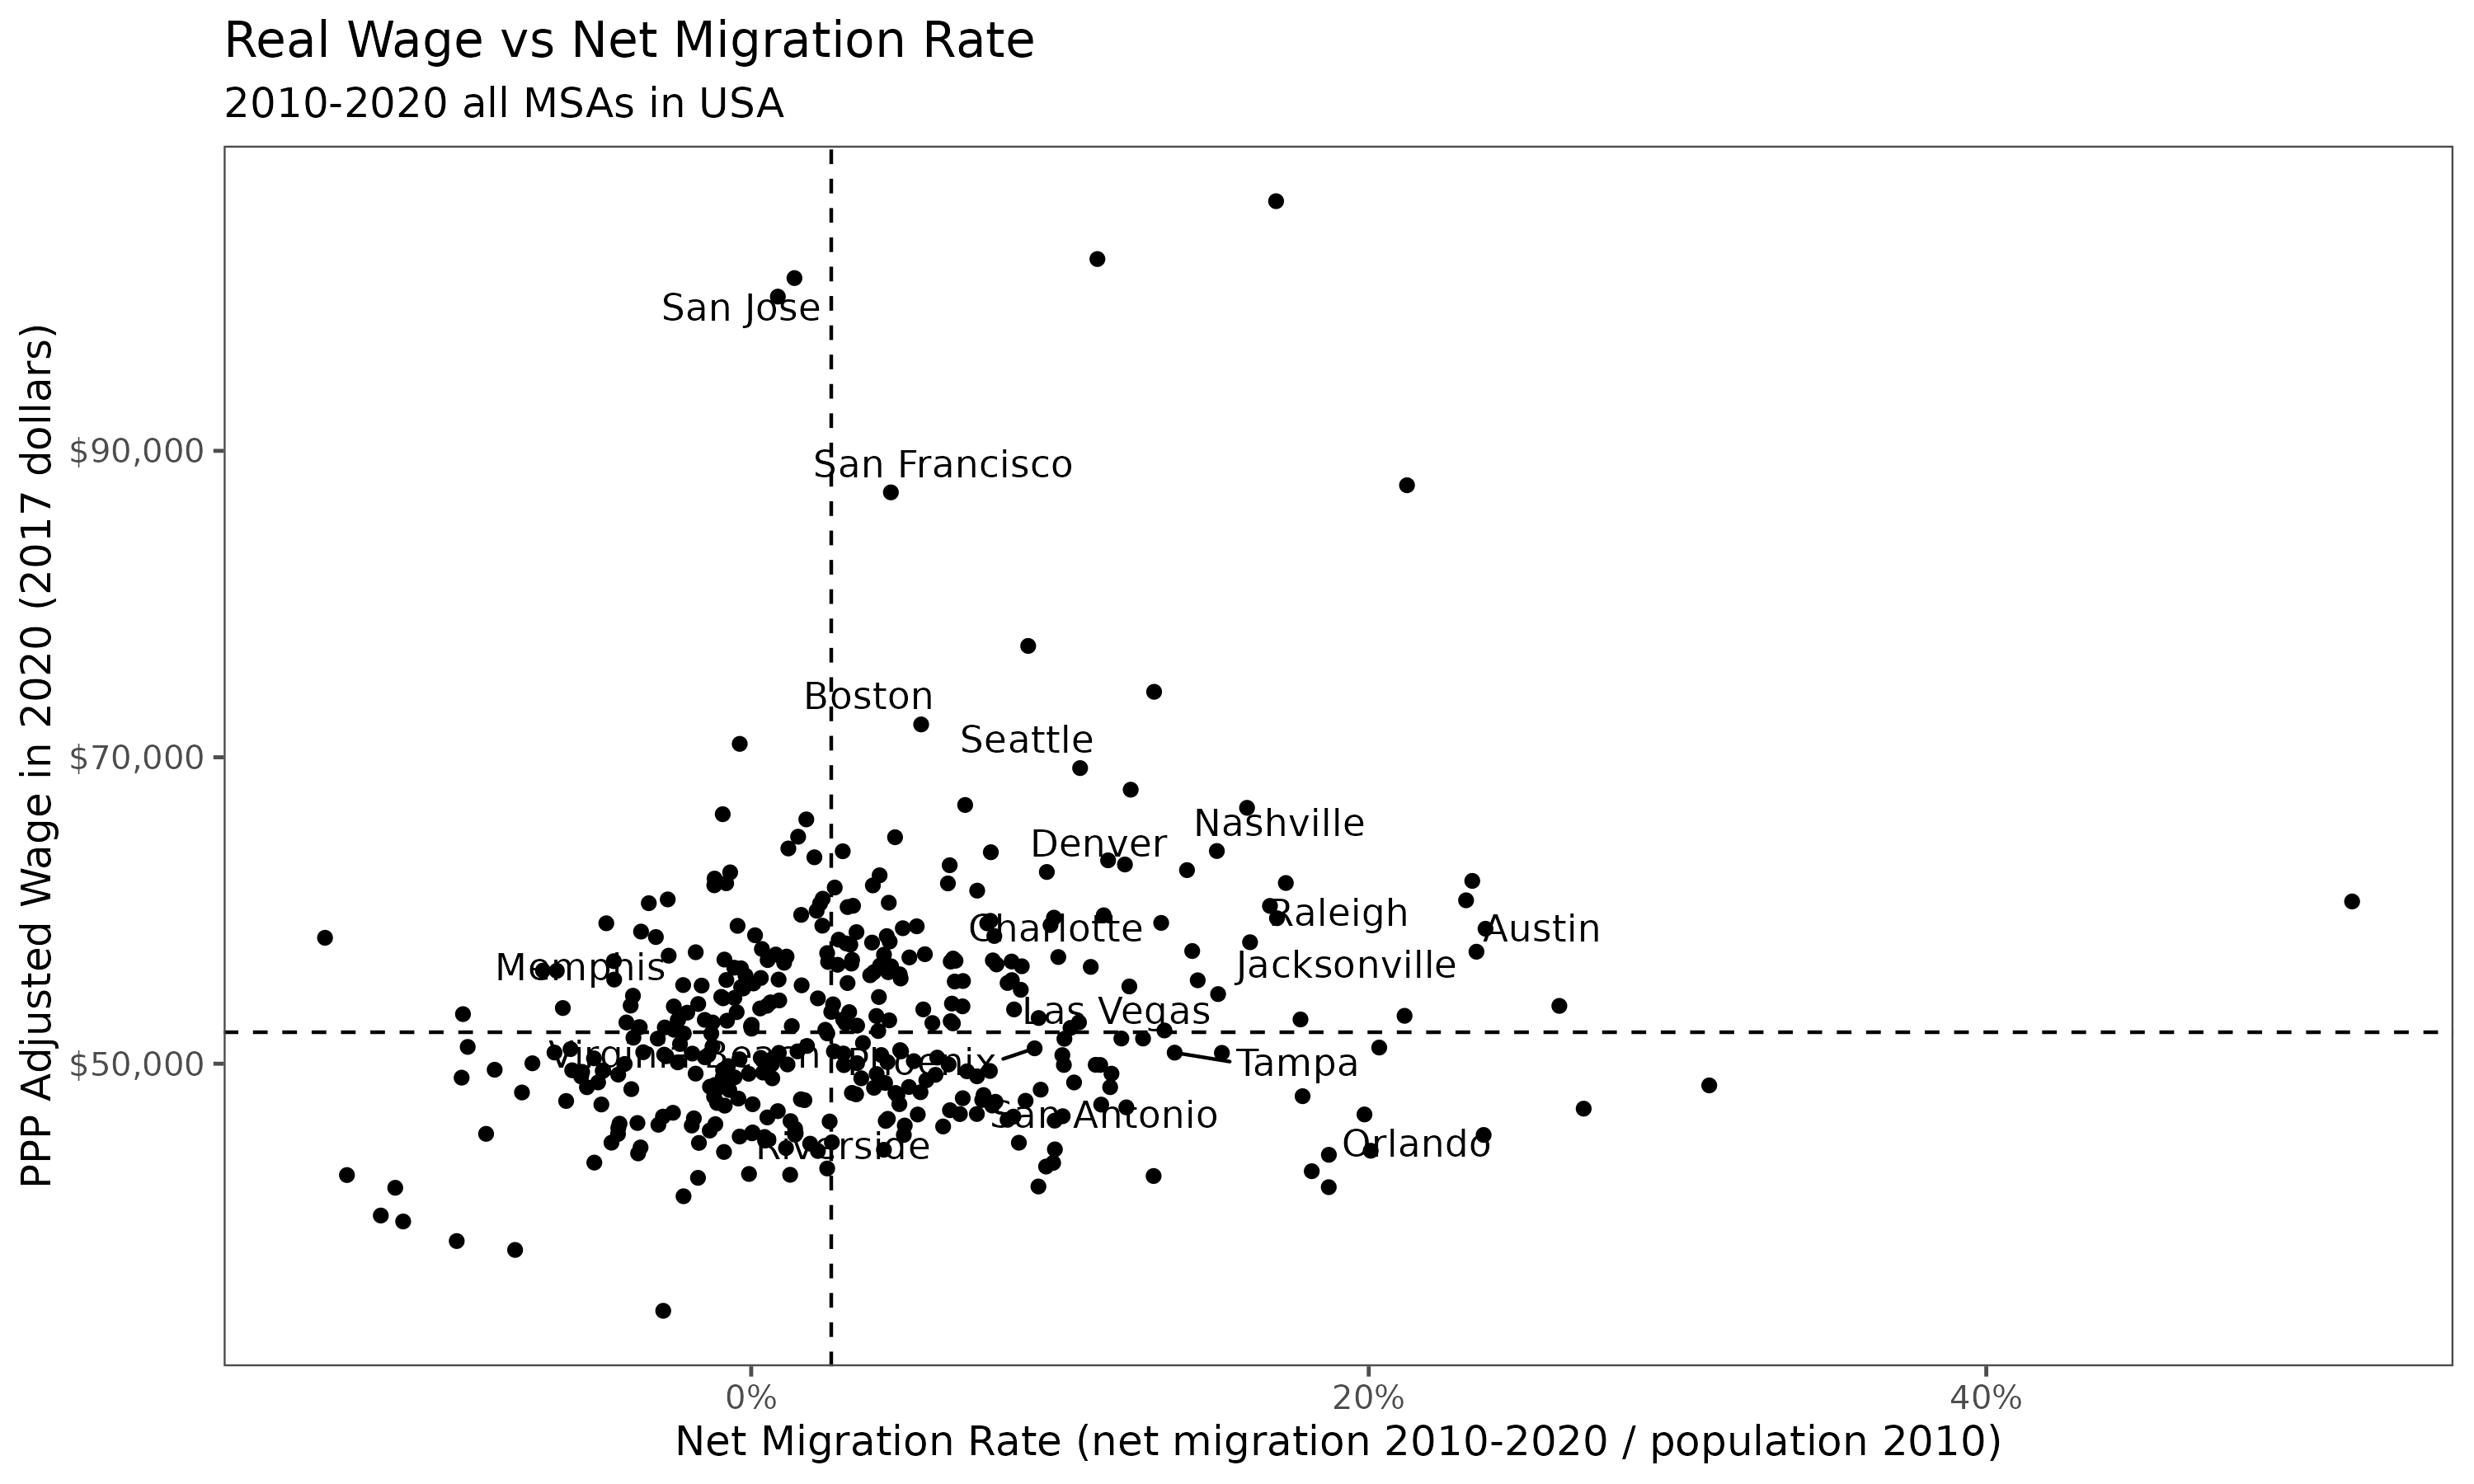 Real Wage vs Net Migration Rate
2010-2020 all MSAs in USA
PPP Adjusted Wage in 2020 (2017 dollars)
$90,000
$70,000
$50,000
San Jose
San Francisco
Boston
Seattle
Nashville
Denver
Raleigh
Charlotte
Austin
Memphis
Jacksonville
Las Vegas
Virginia Beach
Phoenix
Tampa
San Antonio
Riverside
Orlando
0%
20%
40%
Net Migration Rate (net migration 2010-2020 / population 2010)